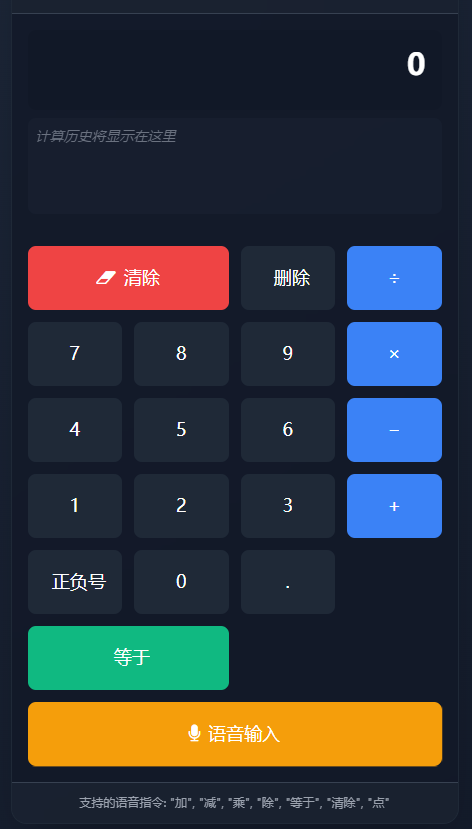 0
计算历史将显示在这里
清除 删除 ÷
7 8 9 ×
4 5 6 −
1 2 3 +
正负号 0 .
等于
语音输入
支持的语音指令: "加", "减", "乘", "除", "等于", "清除", "点"